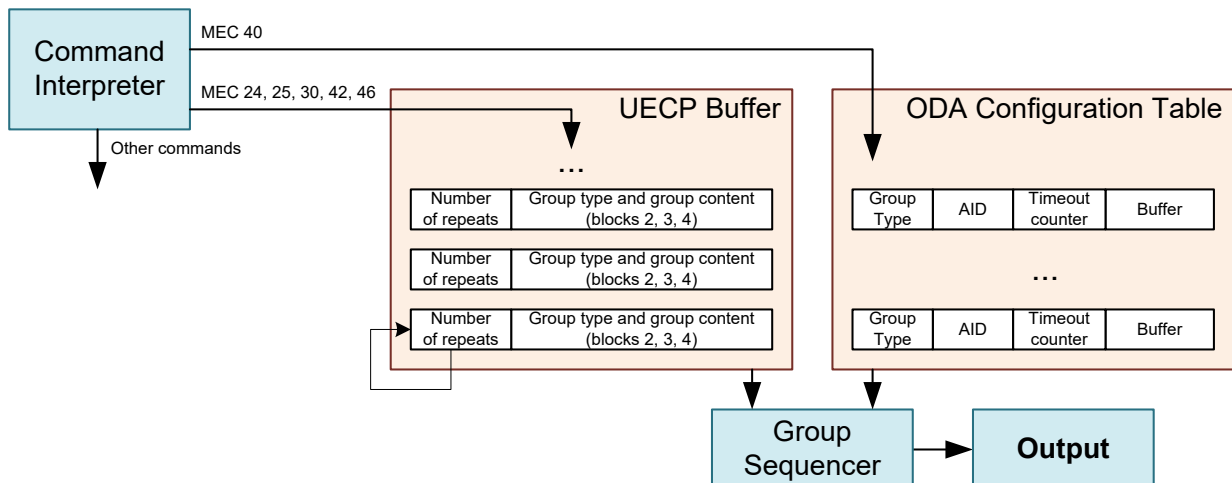 Command
Interpreter
MEC 40
MEC 24, 25, 30, 42, 46
Other commands
UECP Buffer
...
Number
of repeats
Group type and group content
(blocks 2, 3, 4)
Number
of repeats
Group type and group content
(blocks 2, 3, 4)
Number
of repeats
Group type and group content
(blocks 2, 3, 4)
ODA Configuration Table
Group
Type
AID
Timeout
counter
Buffer
...
Group
Type
AID
Timeout
counter
Buffer
Group
Sequencer
Output